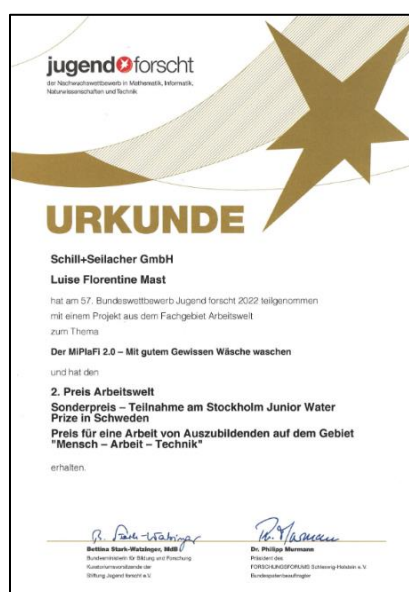 jugend forscht
der Nachwuchswettbewerb in Mathematik, Informatik,
Naturwissenschaften und Technik
URKUNDE
Schill+Seilacher GmbH
Luise Florentine Mast
hat am 57. Bundeswettbewerb Jugend forscht 2022 teilgenommen
mit einem Projekt aus dem Fachgebiet Arbeitswelt
zum Thema
Der MiPlaFi 2.0 – Mit gutem Gewissen Wäsche waschen
und hat den
2. Preis Arbeitswelt
Sonderpreis – Teilnahme am Stockholm Junior Water
Prize in Schweden
Preis für eine Arbeit von Auszubildenden auf dem Gebiet
"Mensch – Arbeit – Technik"
erhalten.
B. Stark-Watzinger
Ph. Murmann
Bettina Stark-Watzinger, MdB
Dr. Philipp Murmann
Bundesministerin für Bildung und Forschung
Präsident des
Kuratoriumsvorsitzende der
FORSCHUNGSFORUMS Schleswig-Holstein e.V.
Stiftung Jugend forscht e.V.
Bundespatenbeauftragter